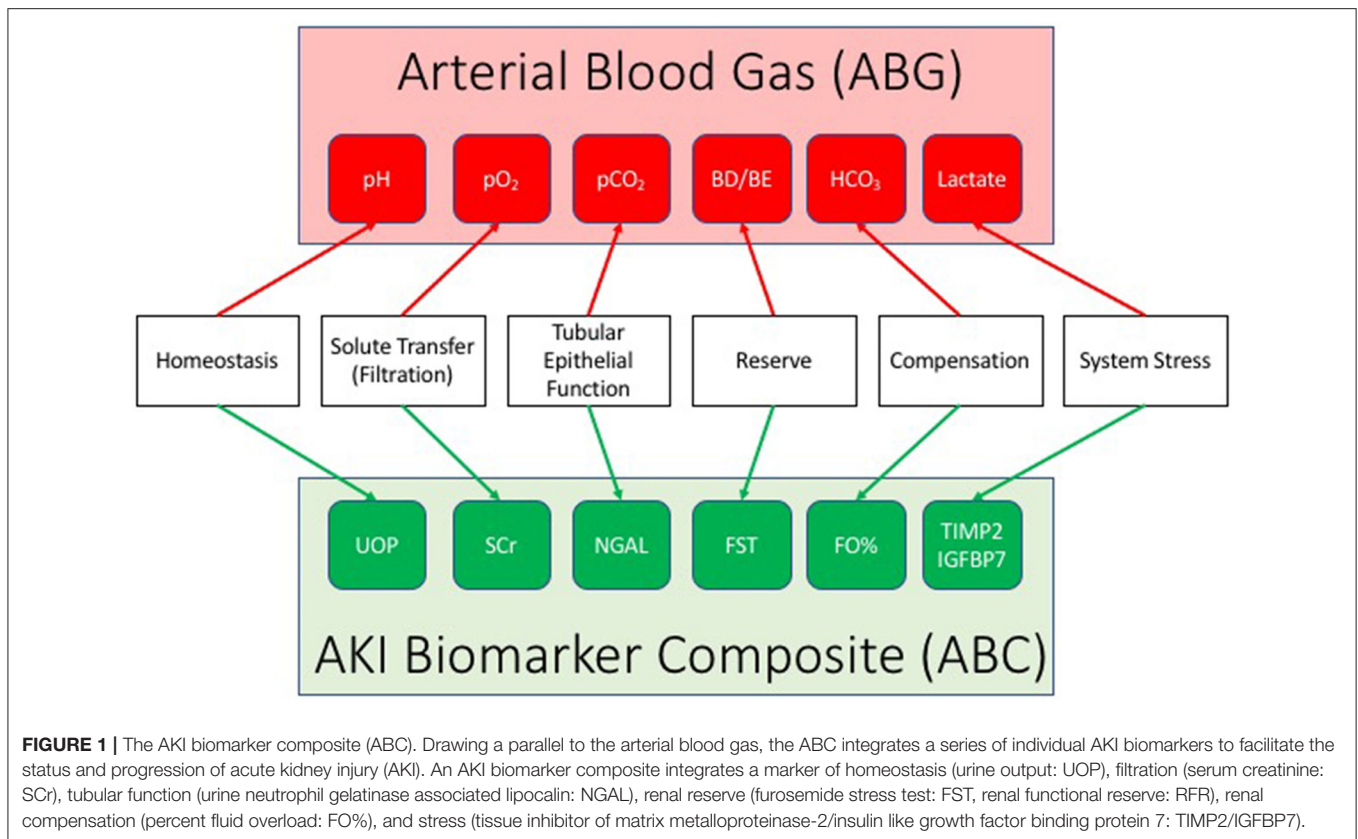 Arterial Blood Gas (ABG)
pH
pO₂
pCO₂
BD/BE
HCO₃
Lactate
Homeostasis
Solute Transfer
(Filtration)
Tubular
Epithelial
Function
Reserve
Compensation
System Stress
UOP
SCr
NGAL
FST
FO%
TIMP2
IGFBP7
AKI Biomarker Composite (ABC)
FIGURE 1 | The AKI biomarker composite (ABC). Drawing a parallel to the arterial blood gas, the ABC integrates a series of individual AKI biomarkers to facilitate the
status and progression of acute kidney injury (AKI). An AKI biomarker composite integrates a marker of homeostasis (urine output: UOP), filtration (serum creatinine:
SCr), tubular function (urine neutrophil gelatinase associated lipocalin: NGAL), renal reserve (furosemide stress test: FST, renal functional reserve: RFR), renal
compensation (percent fluid overload: FO%), and stress (tissue inhibitor of matrix metalloproteinase-2/insulin like growth factor binding protein 7: TIMP2/IGFBP7).